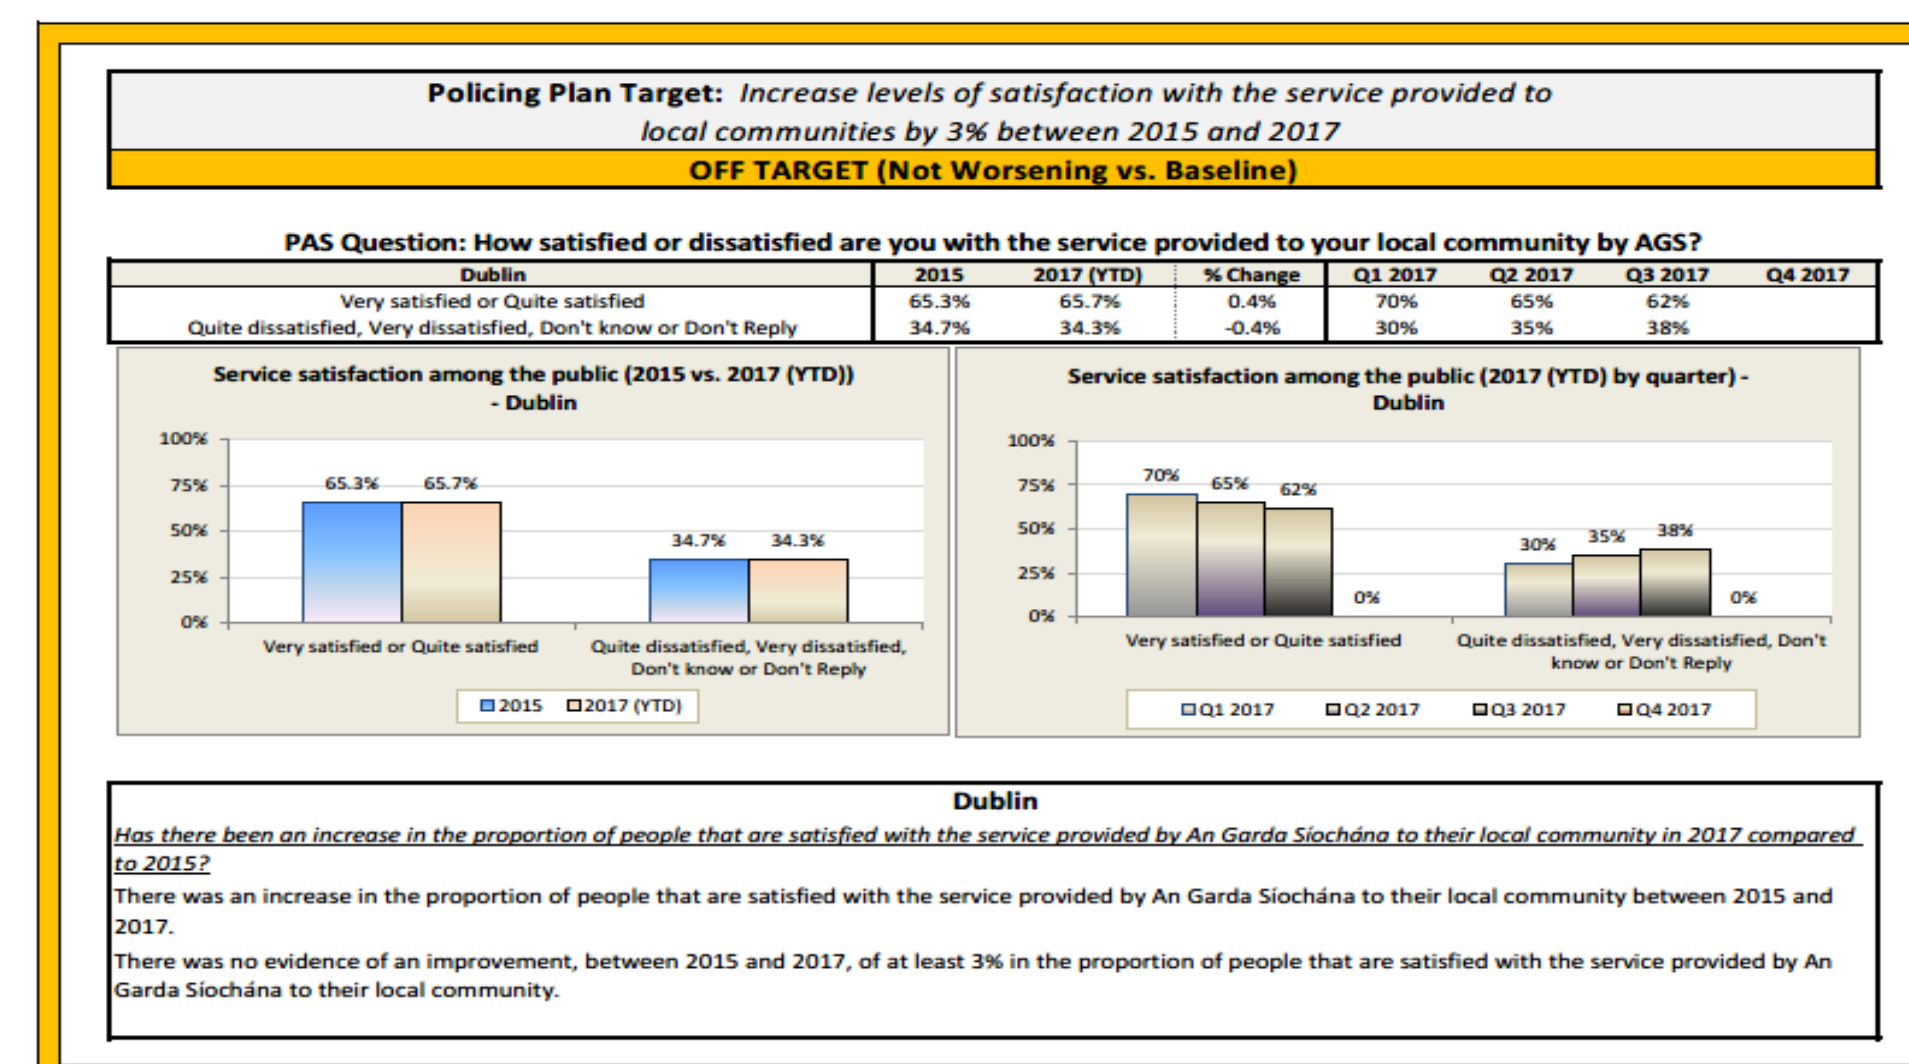 Policing Plan Target: Increase levels of satisfaction with the service provided to
local communities by 3% between 2015 and 2017
OFF TARGET (Not Worsening vs. Baseline)
PAS Question: How satisfied or dissatisfied are you with the service provided to your local community by AGS?
Dublin 2015 2017 (YTD) % Change Q1 2017 Q2 2017 Q3 2017 Q4 2017
Very satisfied or Quite satisfied 65.3% 65.7% 0.4% 70% 65% 62%
Quite dissatisfied, Very dissatisfied, Don't know or Don't Reply 34.7% 34.3% -0.4% 30% 35% 38%
Service satisfaction among the public (2015 vs. 2017 (YTD))
- Dublin
100%
75%
50%
25%
0%
65.3% 65.7%
34.7% 34.3%
Very satisfied or Quite satisfied
Quite dissatisfied, Very dissatisfied,
Don't know or Don't Reply
2015 2017 (YTD)
Service satisfaction among the public (2017 (YTD) by quarter) -
Dublin
100%
75%
50%
25%
0%
70% 65% 62% 0%
30% 35% 38% 0%
Very satisfied or Quite satisfied
Quite dissatisfied, Very dissatisfied, Don't
know or Don't Reply
Q1 2017 Q2 2017 Q3 2017 Q4 2017
Dublin
Has there been an increase in the proportion of people that are satisfied with the service provided by An Garda Síochána to their local community in 2017 compared
to 2015?
There was an increase in the proportion of people that are satisfied with the service provided by An Garda Síochána to their local community between 2015 and
2017.
There was no evidence of an improvement, between 2015 and 2017, of at least 3% in the proportion of people that are satisfied with the service provided by An
Garda Síochána to their local community.